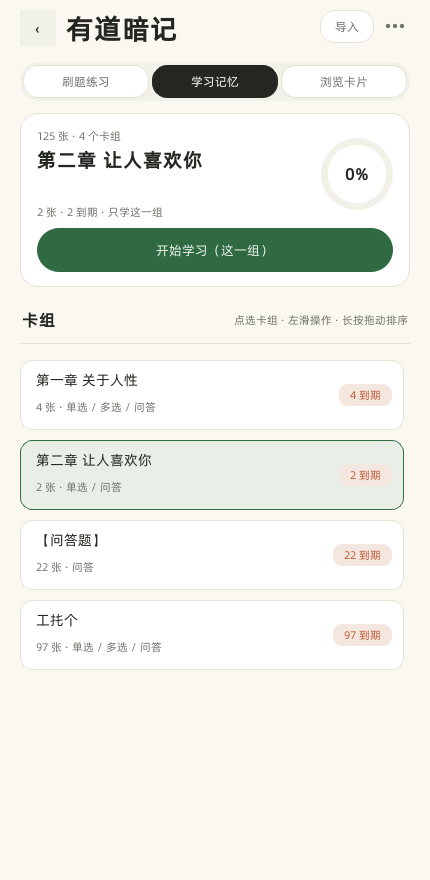 ‹
有道暗记
导入
•••
刷题练习
学习记忆
浏览卡片
125 张 · 4 个卡组
第二章 让人喜欢你
0%
2 张 · 2 到期 · 只学这一组
开始学习（这一组）
卡组
点选卡组 · 左滑操作 · 长按拖动排序
第一章 关于人性
4 张 · 单选 / 多选 / 问答
4 到期
第二章 让人喜欢你
2 张 · 单选 / 问答
2 到期
【问答题】
22 张 · 问答
22 到期
工扥个
97 张 · 单选 / 多选 / 问答
97 到期